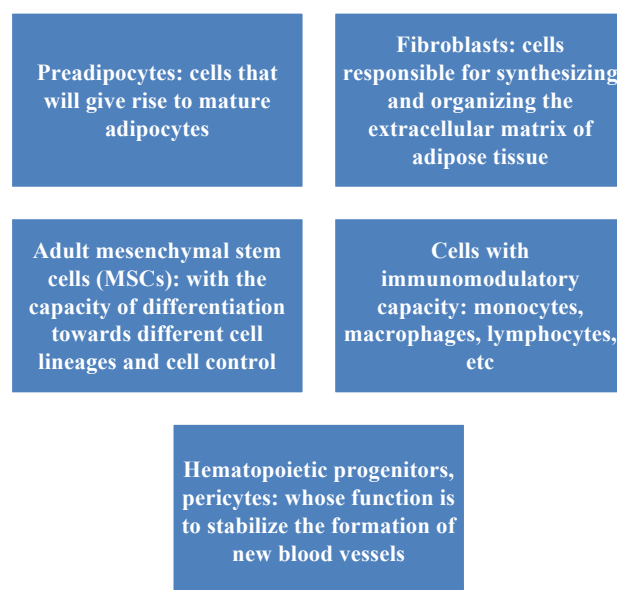 Preadipocytes: cells that
will give rise to mature
adipocytes
Fibroblasts: cells
responsible for synthesizing
and organizing the
extracellular matrix of
adipose tissue
Adult mesenchymal stem
cells (MSCs): with the
capacity of differentiation
towards different cell
lineages and cell control
Cells with
immunomodulatory
capacity: monocytes,
macrophages, lymphocytes,
etc
Hematopoietic progenitors,
pericytes: whose function is
to stabilize the formation of
new blood vessels